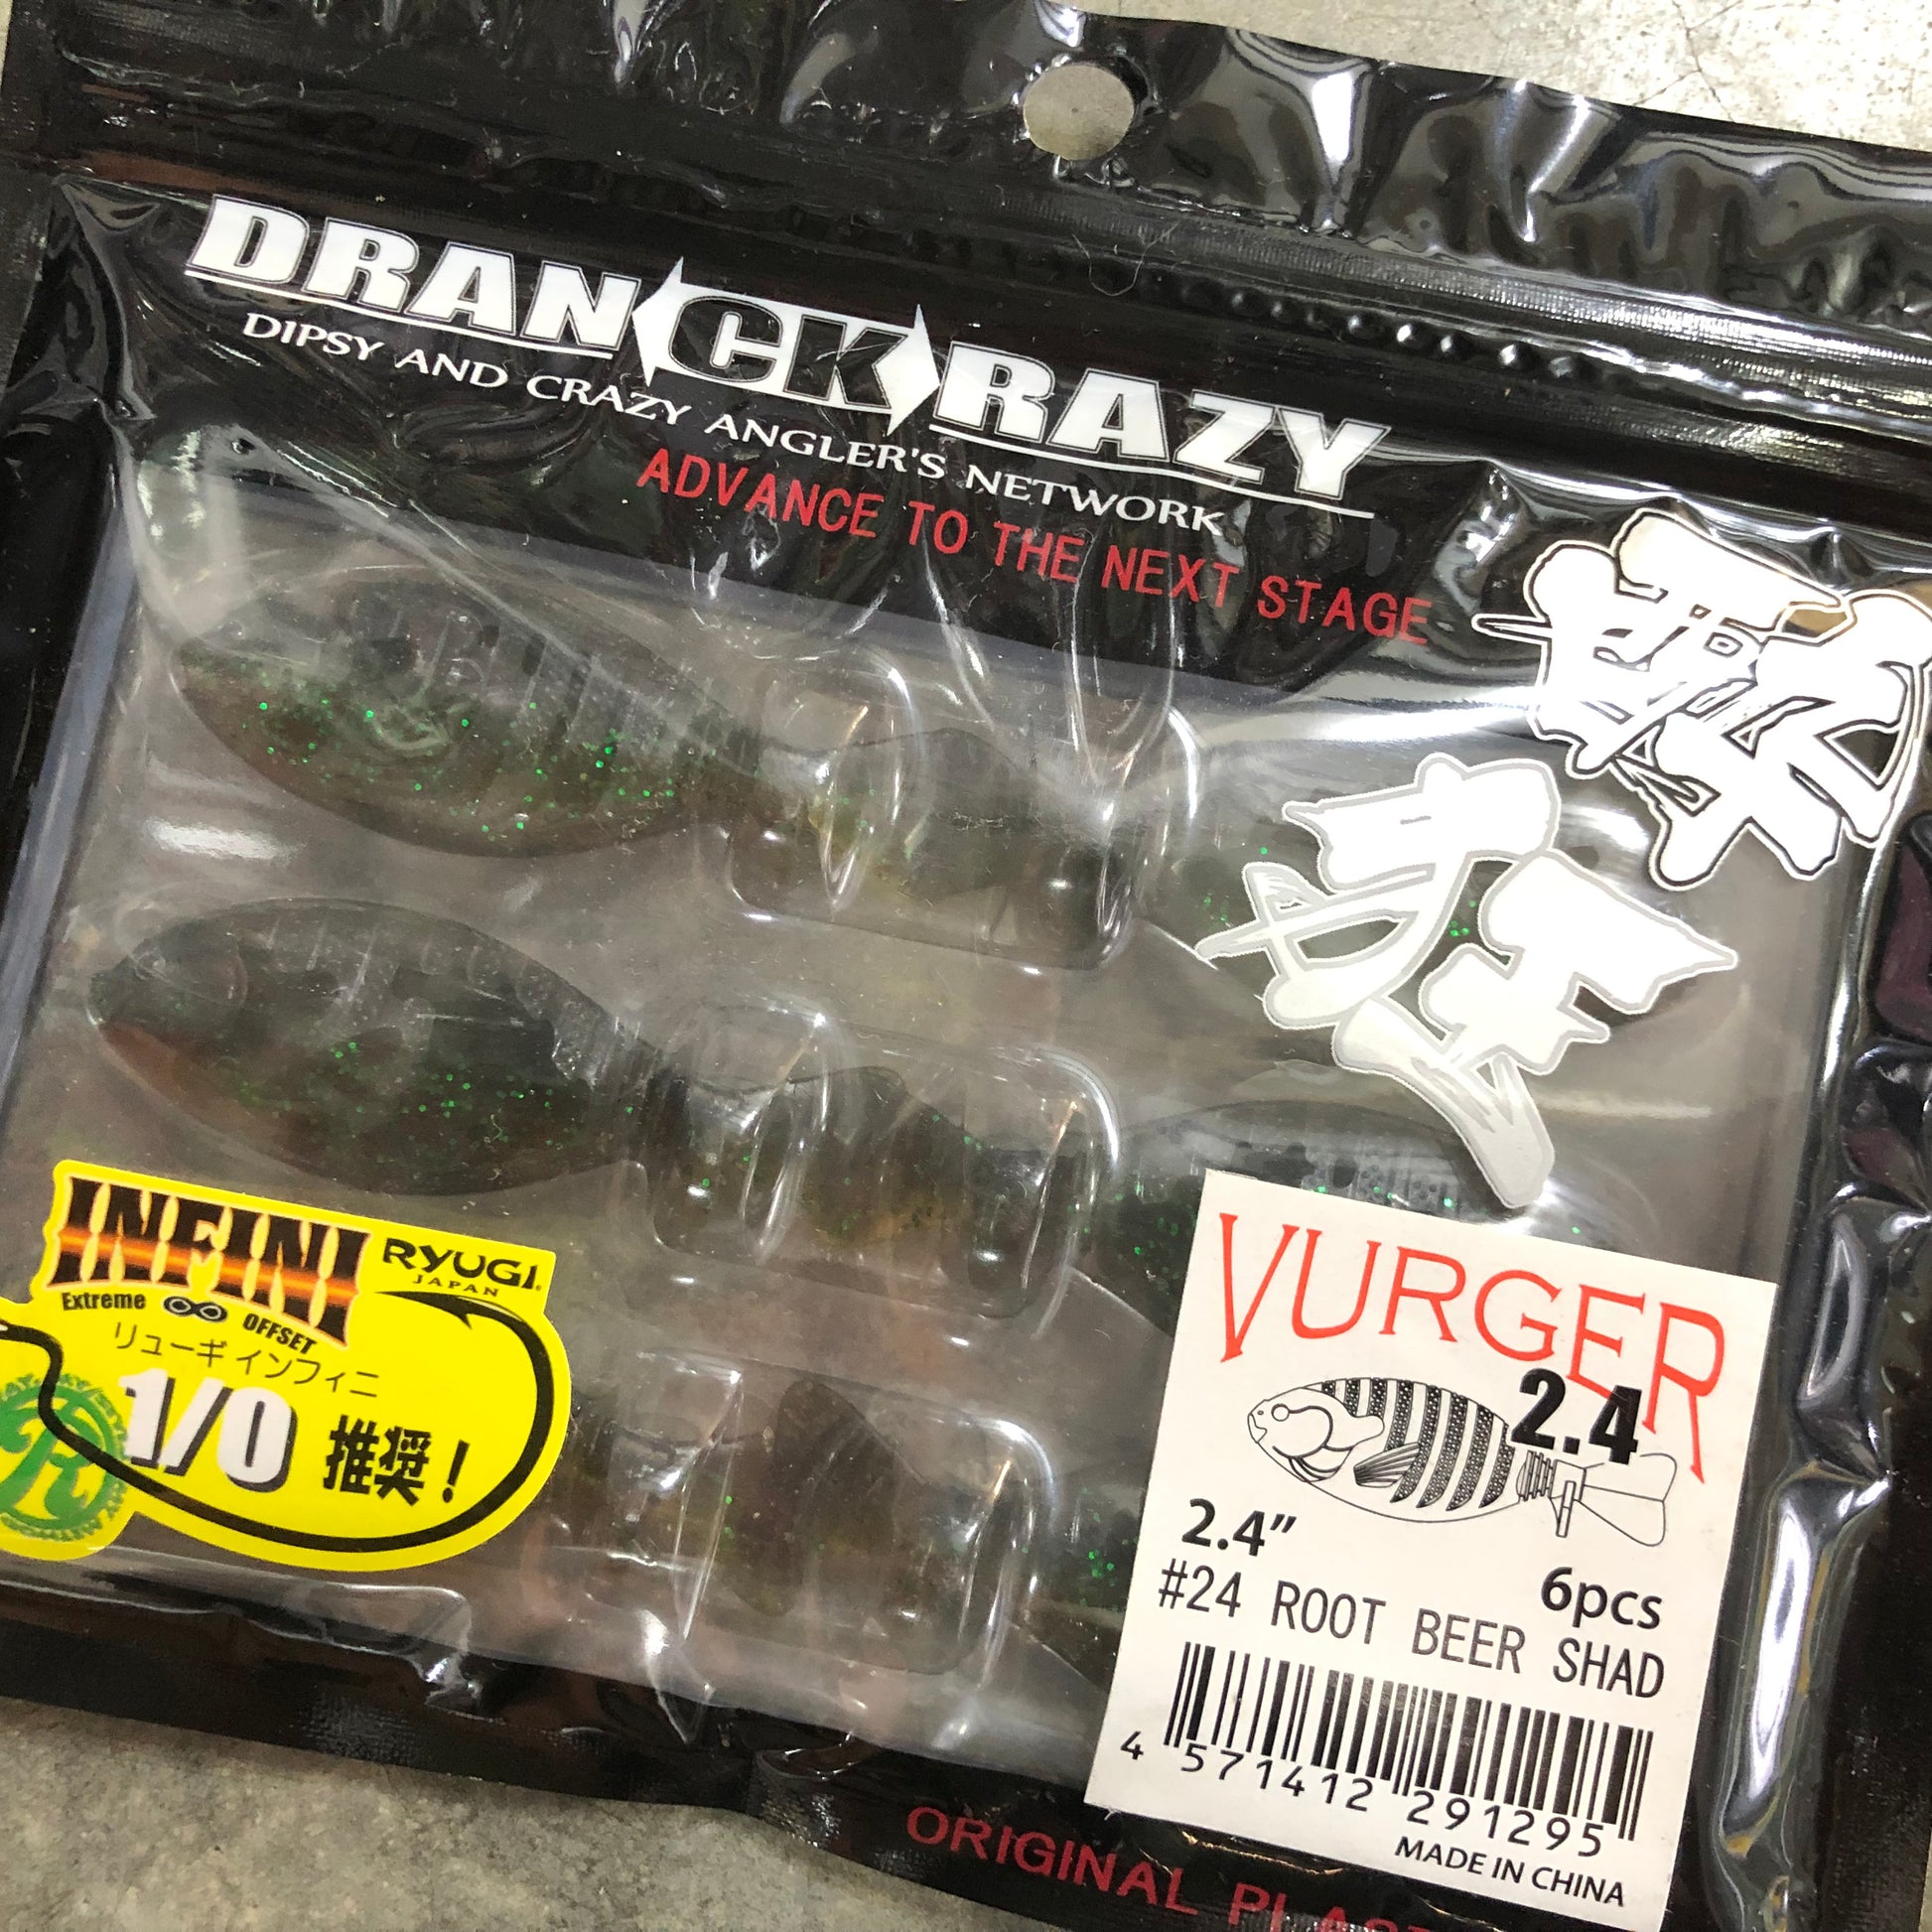 DRANCKRAZY
DIPSY AND CRAZY ANGLER'S NETWORK
ADVANCE TO THE NEXT STAGE
INFINI
RYUGI
JAPAN
Extreme ∞ OFFSET
リューギ インフィニ
1/0 推奨！
VURGER
2.4
2.4”
6pcs
#24 ROOT BEER SHAD
4 571412 291295
MADE IN CHINA
ORIGINAL